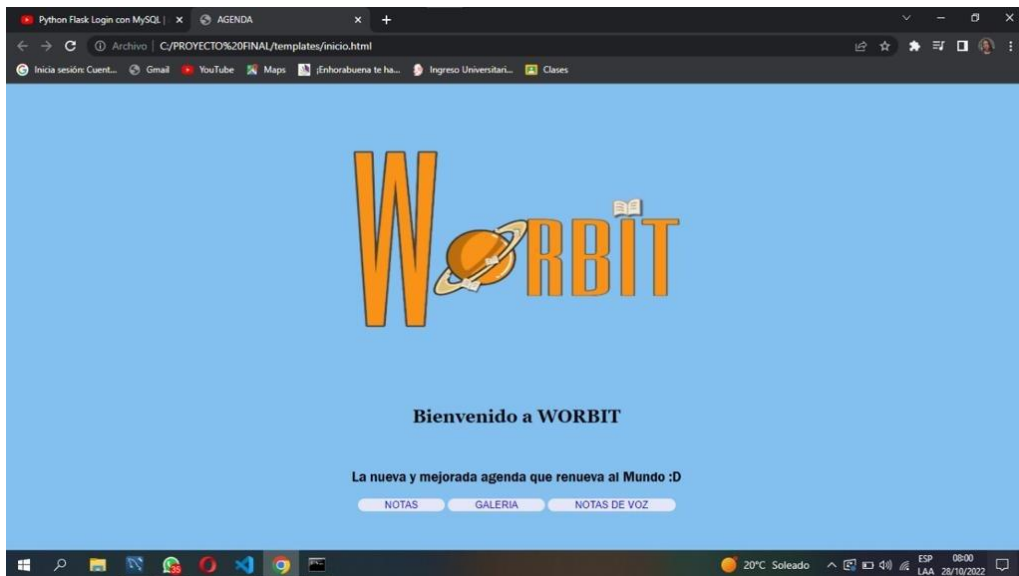 Python Flask Login con MySQL |
AGENDA
Archivo | C:/PROYECTO%20FINAL/templates/inicio.html
Inicia sesión: Cuent... Gmail YouTube Maps ¡Enhorabuena te ha... Ingreso Universitari... Clases
WORBIT
Bienvenido a WORBIT
La nueva y mejorada agenda que renueva al Mundo :D
NOTAS GALERIA NOTAS DE VOZ
20°C Soleado ESP 08:00
LAA 28/10/2022